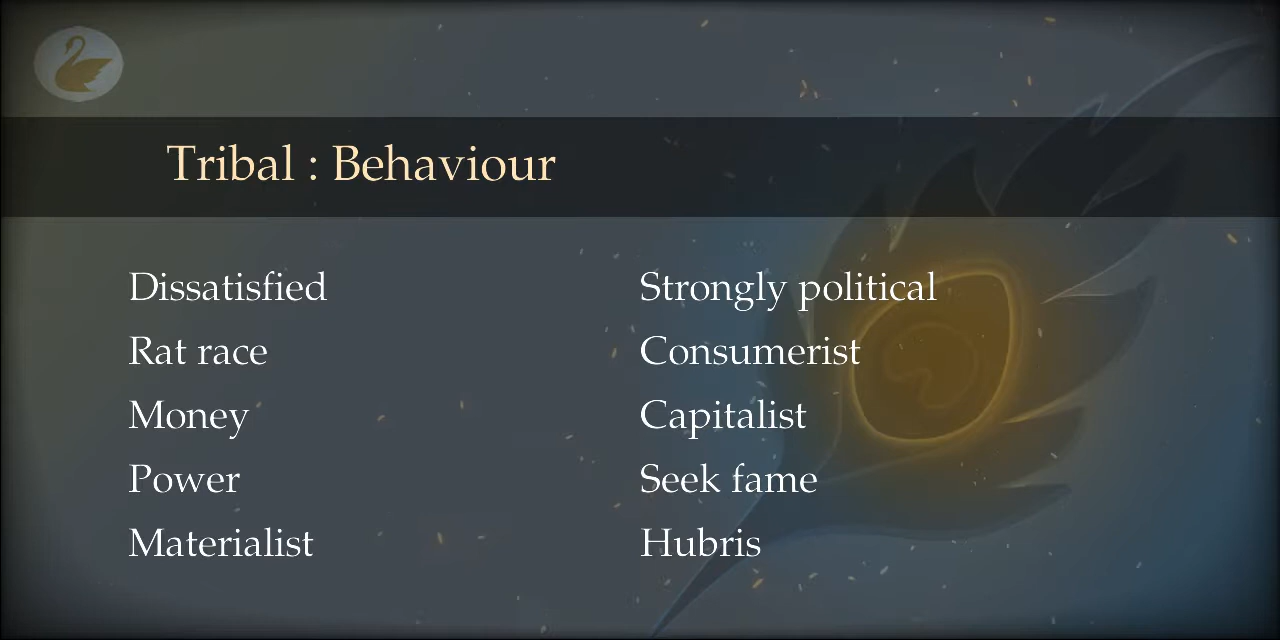 Tribal : Behaviour
Dissatisfied
Rat race
Money
Power
Materialist
Strongly political
Consumerist
Capitalist
Seek fame
Hubris